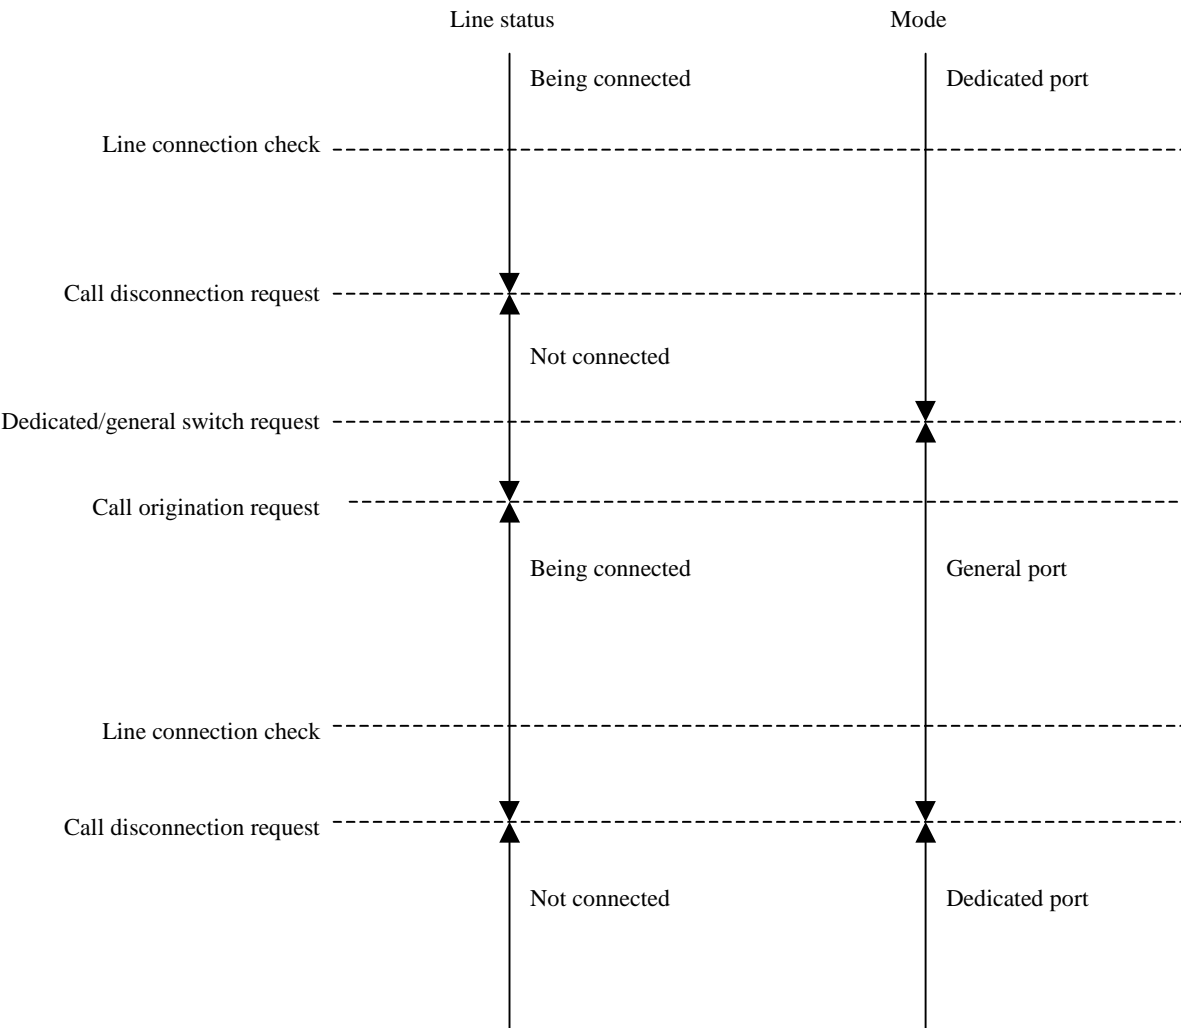 Line status
Mode
Being connected
Dedicated port
Line connection check
Call disconnection request
Not connected
Dedicated/general switch request
Call origination request
Being connected
General port
Line connection check
Call disconnection request
Not connected
Dedicated port